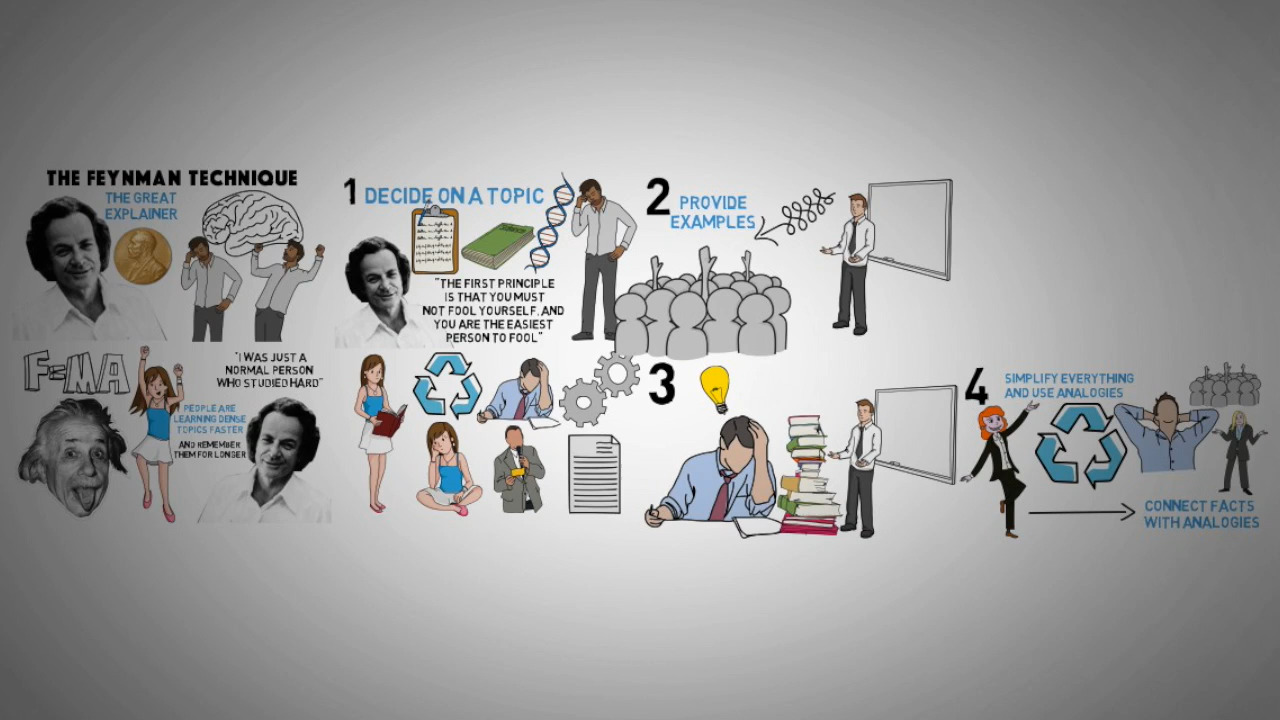 THE FEYNMAN TECHNIQUE
THE GREAT
EXPLAINER
F=MA
"I WAS JUST A
NORMAL PERSON
WHO STUDIED HARD"
PEOPLE ARE
LEARNING DENSE
TOPICS FASTER
AND REMEMBER
THEM FOR LONGER
1 DECIDE ON A TOPIC
"THE FIRST PRINCIPLE
IS THAT YOU MUST
NOT FOOL YOURSELF, AND
YOU ARE THE EASIEST
PERSON TO FOOL"
2 PROVIDE
EXAMPLES
3
4 SIMPLIFY EVERYTHING
AND USE ANALOGIES
CONNECT FACTS
WITH ANALOGIES